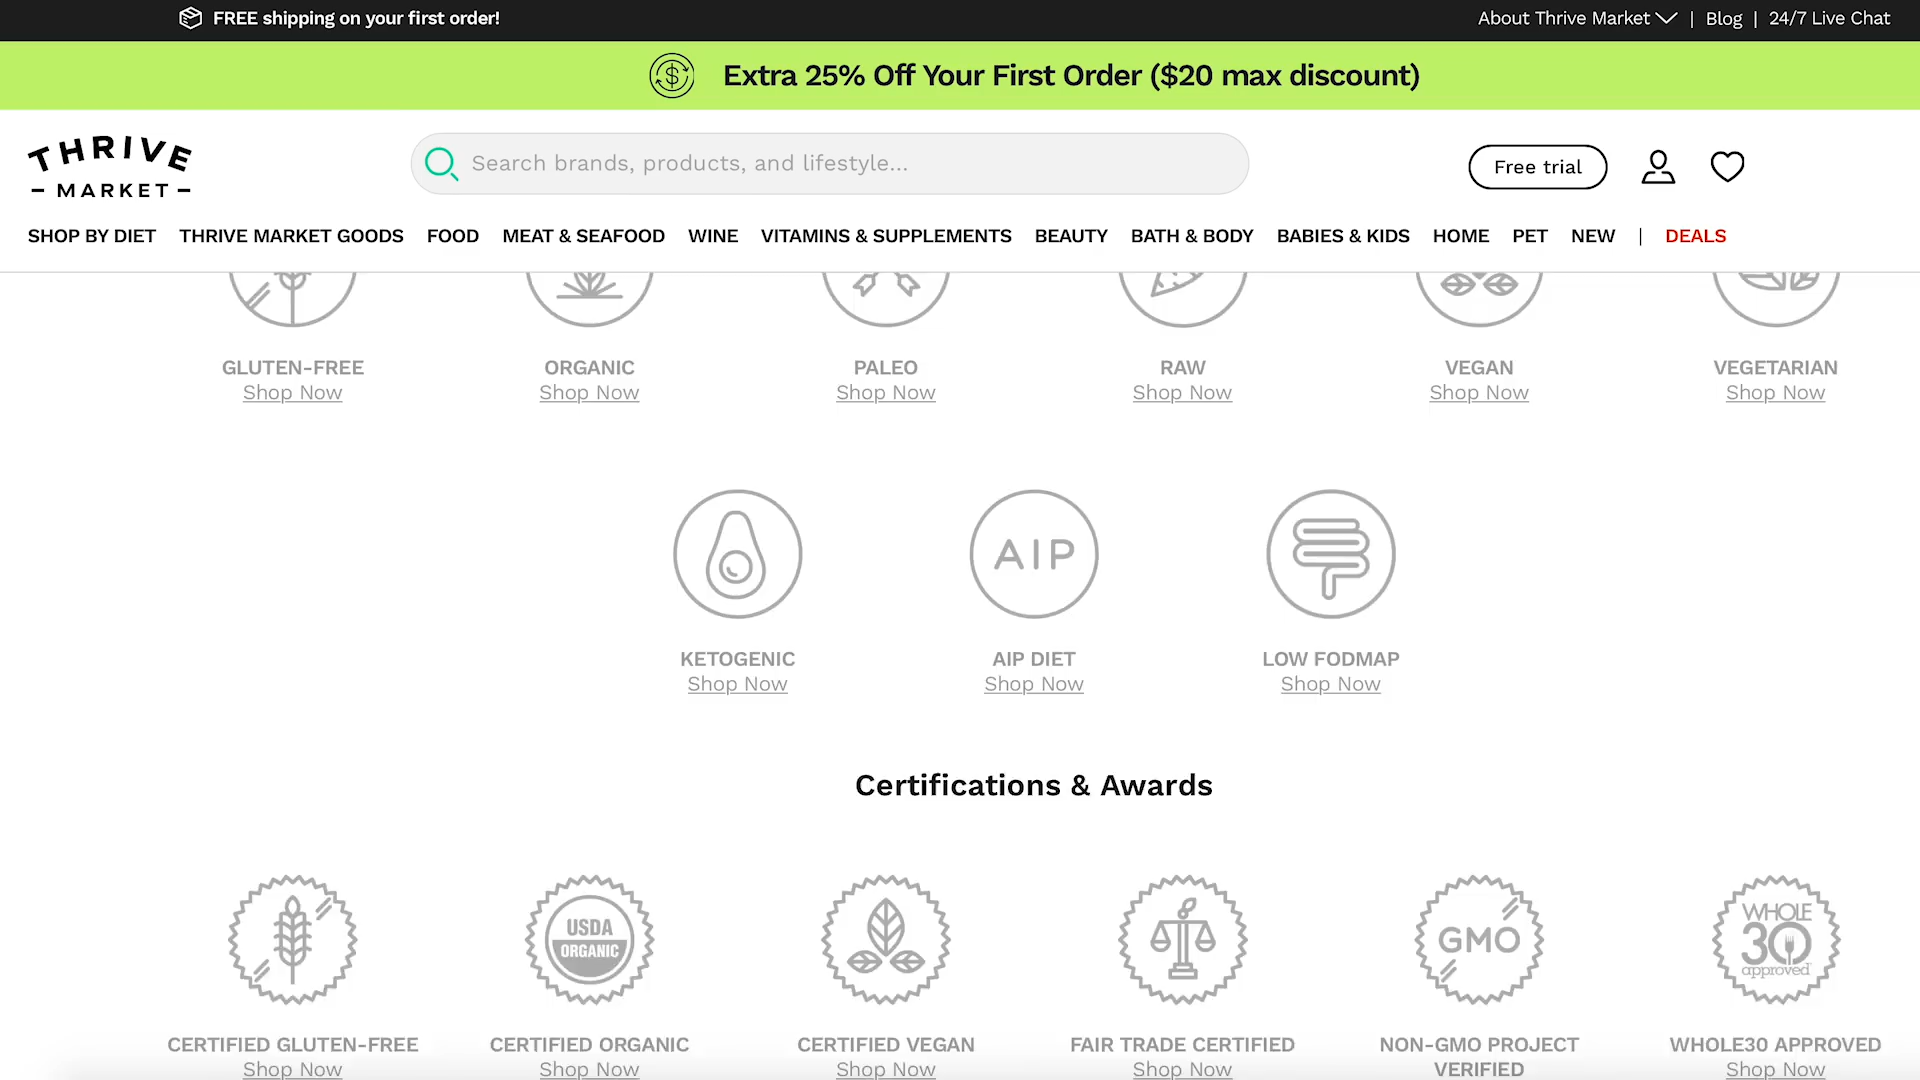 FREE shipping on your first order!
About Thrive Market | Blog | 24/7 Live Chat
Extra 25% Off Your First Order ($20 max discount)
THRIVE
MARKET
Search brands, products, and lifestyle...
Free trial
SHOP BY DIET THRIVE MARKET GOODS FOOD MEAT & SEAFOOD WINE VITAMINS & SUPPLEMENTS BEAUTY BATH & BODY BABIES & KIDS HOME PET NEW | DEALS
GLUTEN-FREE ORGANIC PALEO RAW VEGAN VEGETARIAN
Shop Now Shop Now Shop Now Shop Now Shop Now Shop Now
AIP
KETOGENIC AIP DIET LOW FODMAP
Shop Now Shop Now Shop Now
Certifications & Awards
USDA
ORGANIC
GMO
WHOLE
30
approved
CERTIFIED GLUTEN-FREE CERTIFIED ORGANIC CERTIFIED VEGAN FAIR TRADE CERTIFIED NON-GMO PROJECT WHOLE30 APPROVED
Shop Now Shop Now Shop Now Shop Now VERIFIED Shop Now